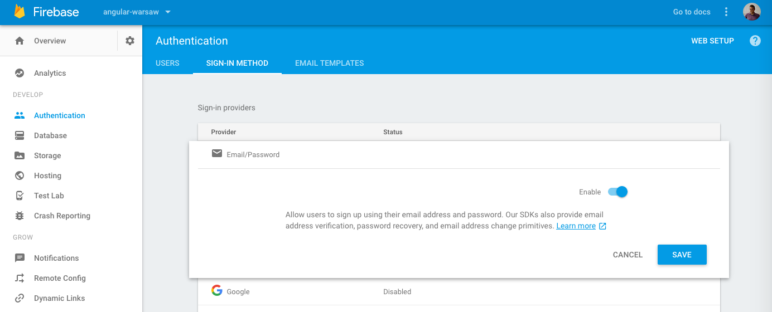 Firebase
angular-warsaw
Go to docs
Overview
Analytics
DEVELOP
Authentication
Database
Storage
Hosting
Test Lab
Crash Reporting
GROW
Notifications
Remote Config
Dynamic Links
Authentication
WEB SETUP
?
USERS SIGN-IN METHOD EMAIL TEMPLATES
Sign-in providers
Provider Status
Email/Password
Enable
Allow users to sign up using their email address and password. Our SDKs also provide email
address verification, password recovery, and email address change primitives. Learn more
CANCEL SAVE
Google Disabled